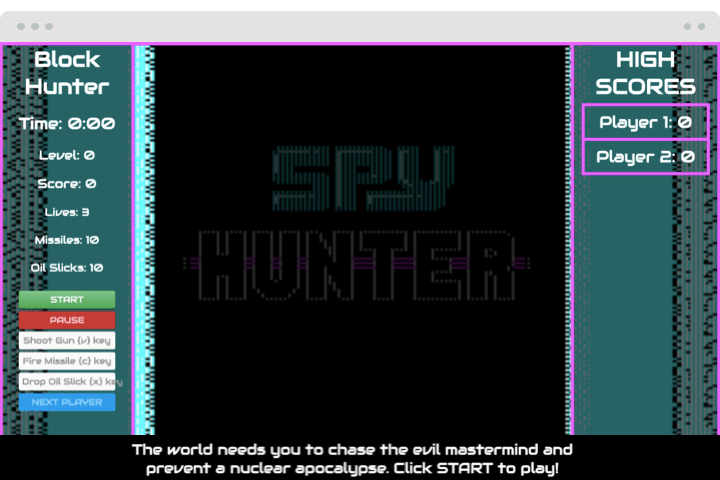 Block
Hunter
Time: 0:00
Level: 0
Score: 0
Lives: 3
Missiles: 10
Oil Slicks: 10
START
PAUSE
Shoot Gun (v) key
Fire Missile (c) key
Drop Oil Slick (x) key
NEXT PLAYER
SPY
HUNTER
HIGH
SCORES
Player 1: 0
Player 2: 0
The world needs you to chase the evil mastermind and
prevent a nuclear apocalypse. Click START to play!